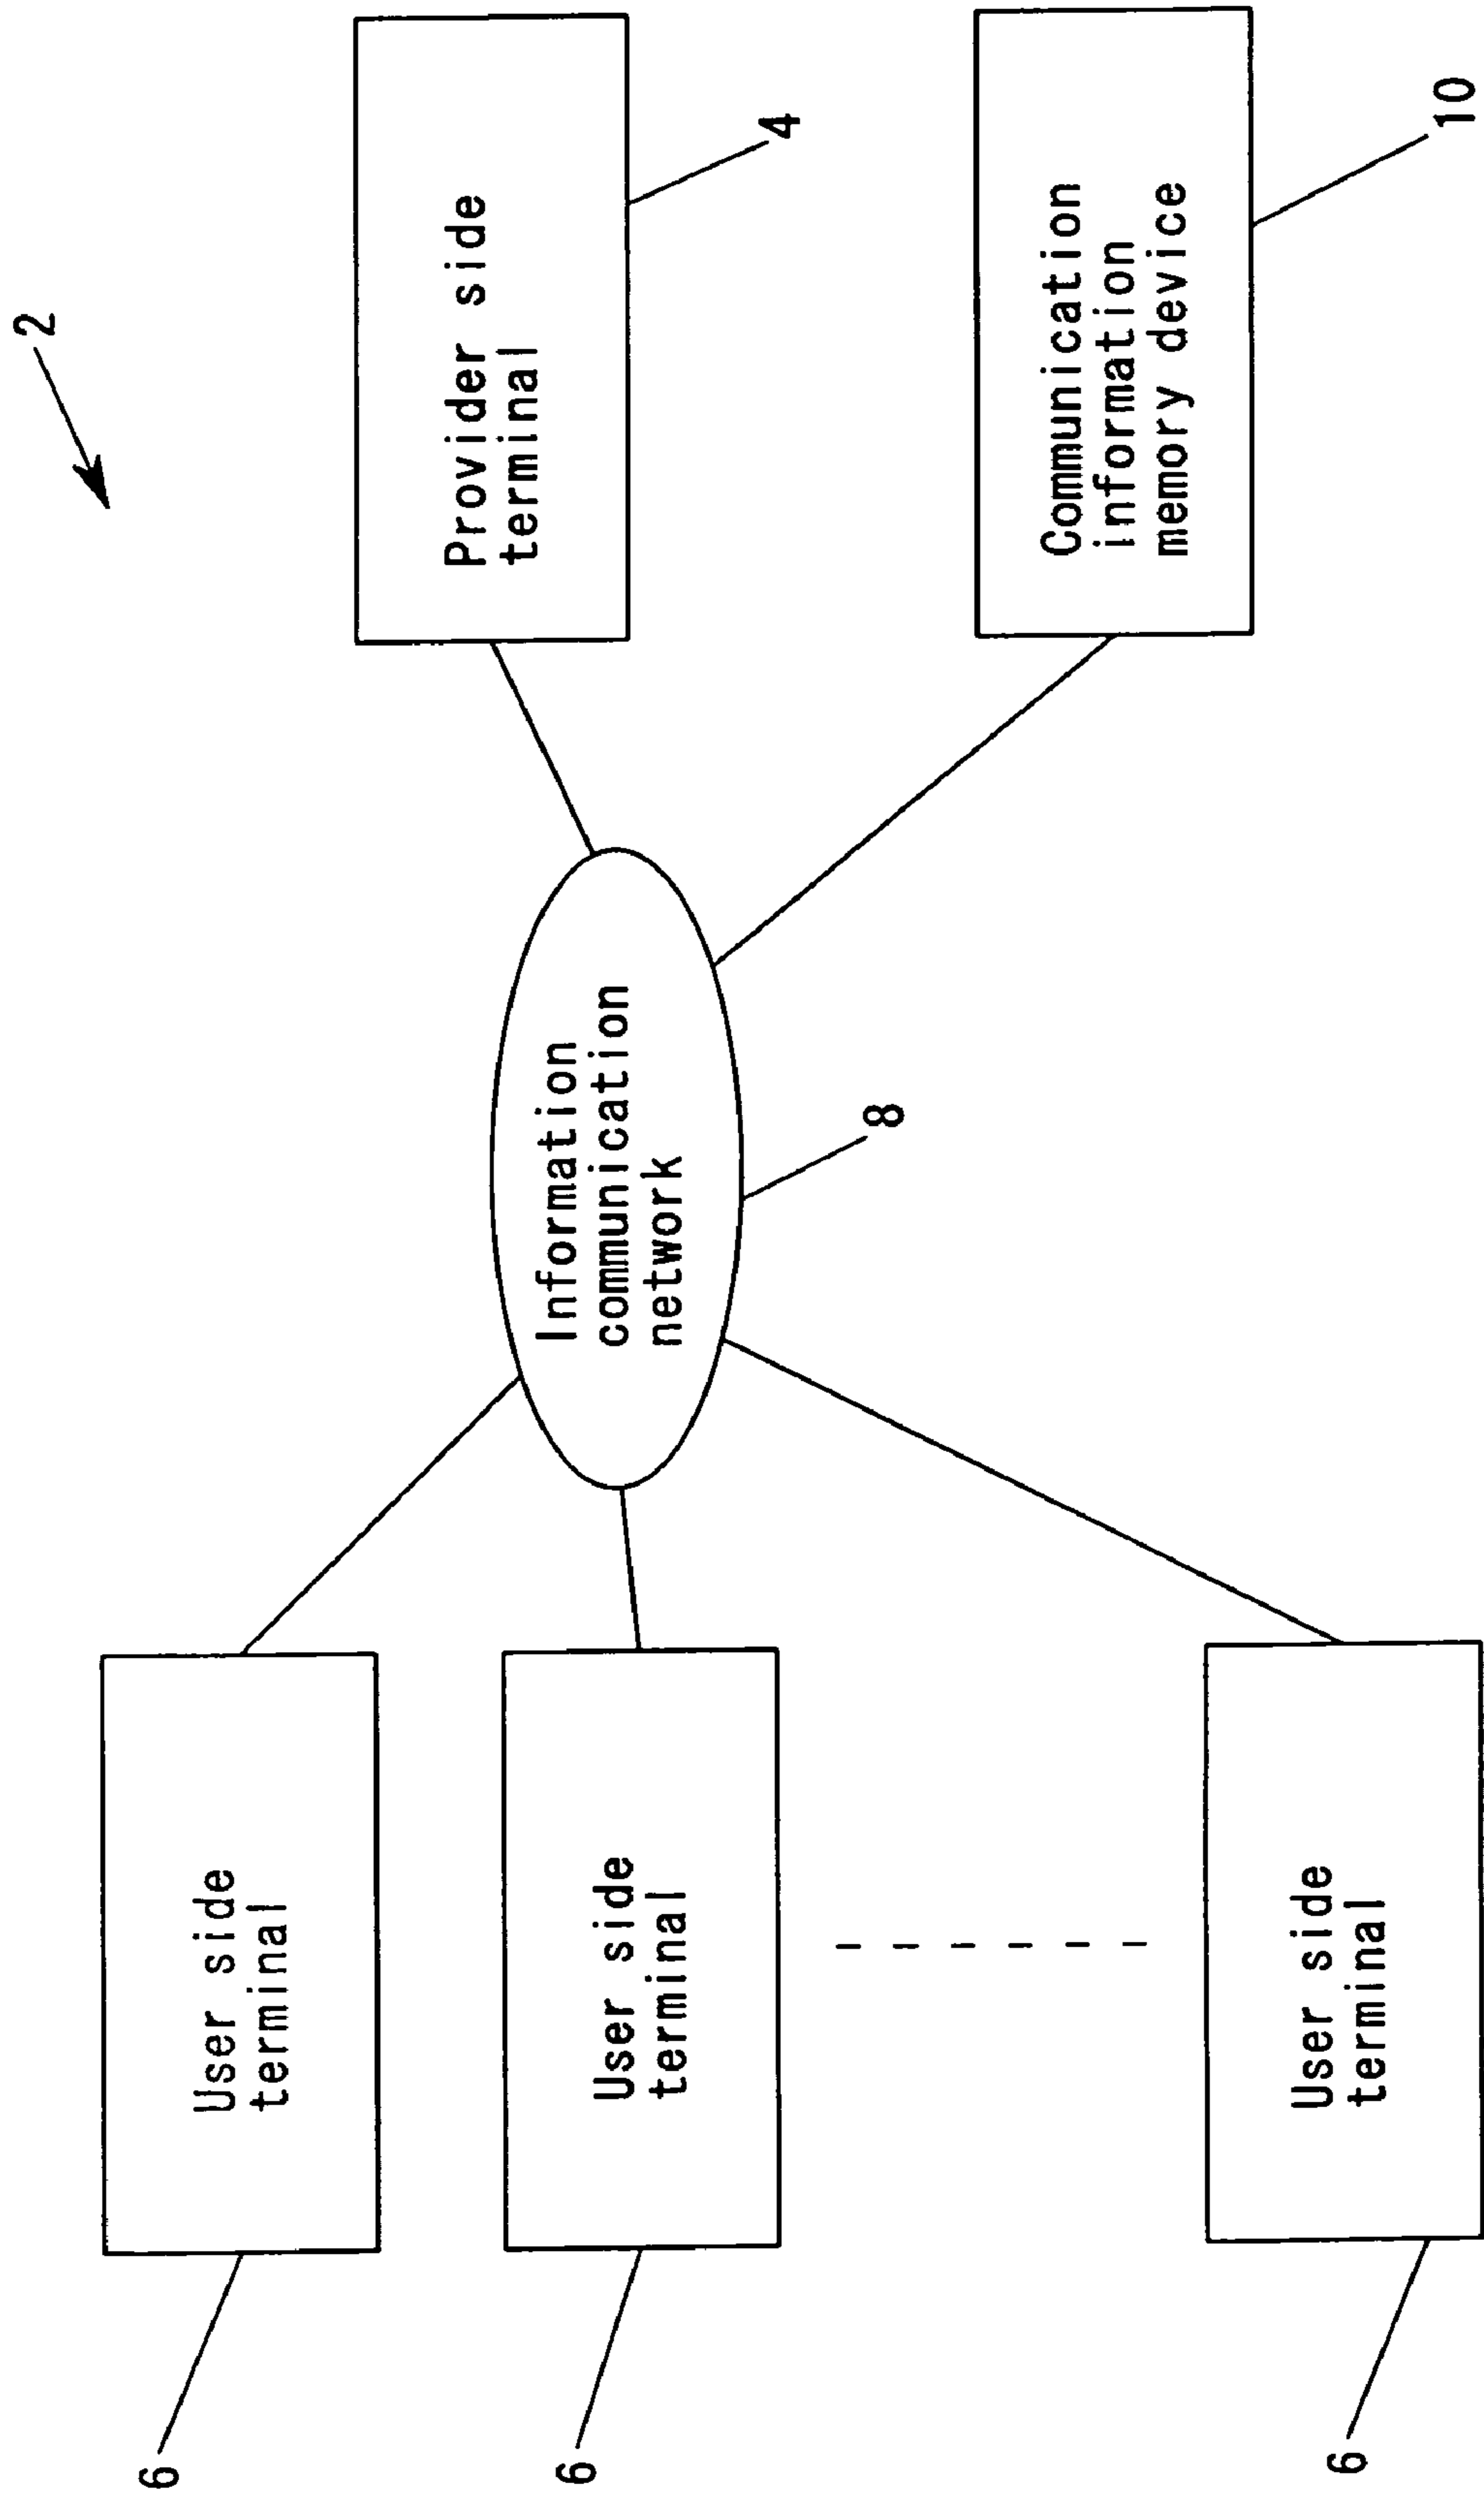 2
User side
terminal
6
User side
terminal
6
User side
terminal
6
Information
communication
network
8
Provider side
terminal
4
Communication
information
memory device
10